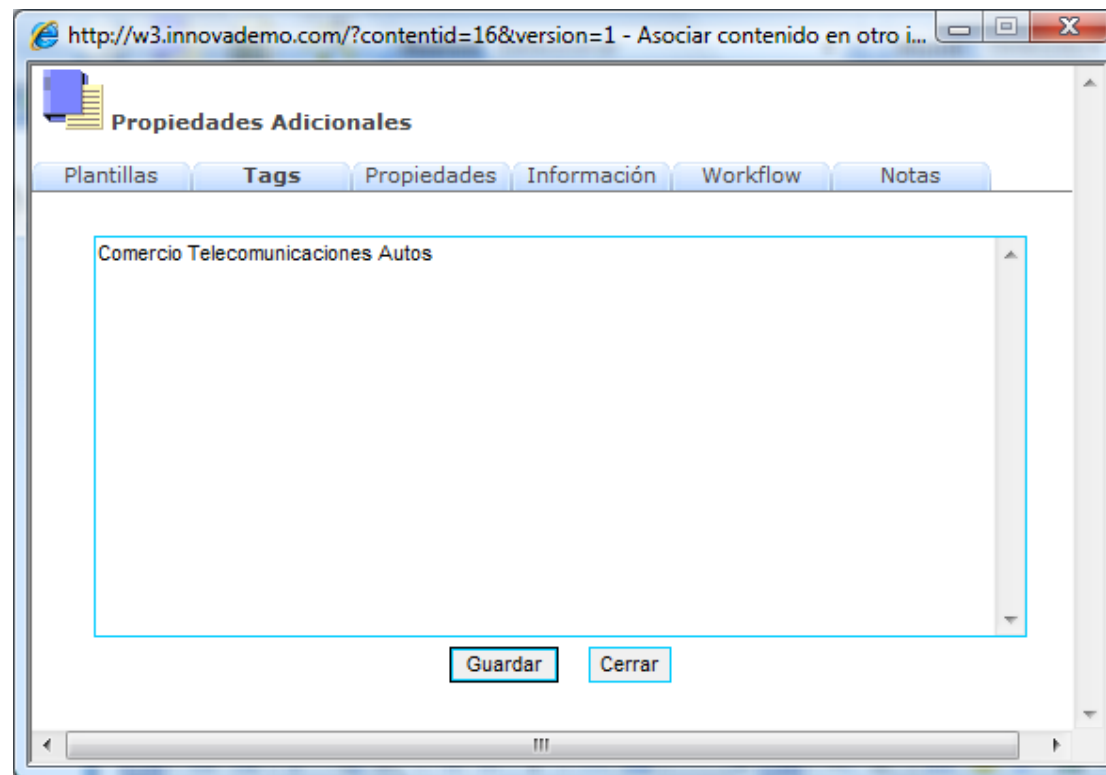 http://w3.innovademo.com/?contentid=16&version=1 - Asociar contenido en otro i...
Propiedades Adicionales
Plantillas Tags Propiedades Información Workflow Notas
Comercio Telecomunicaciones Autos
Guardar Cerrar